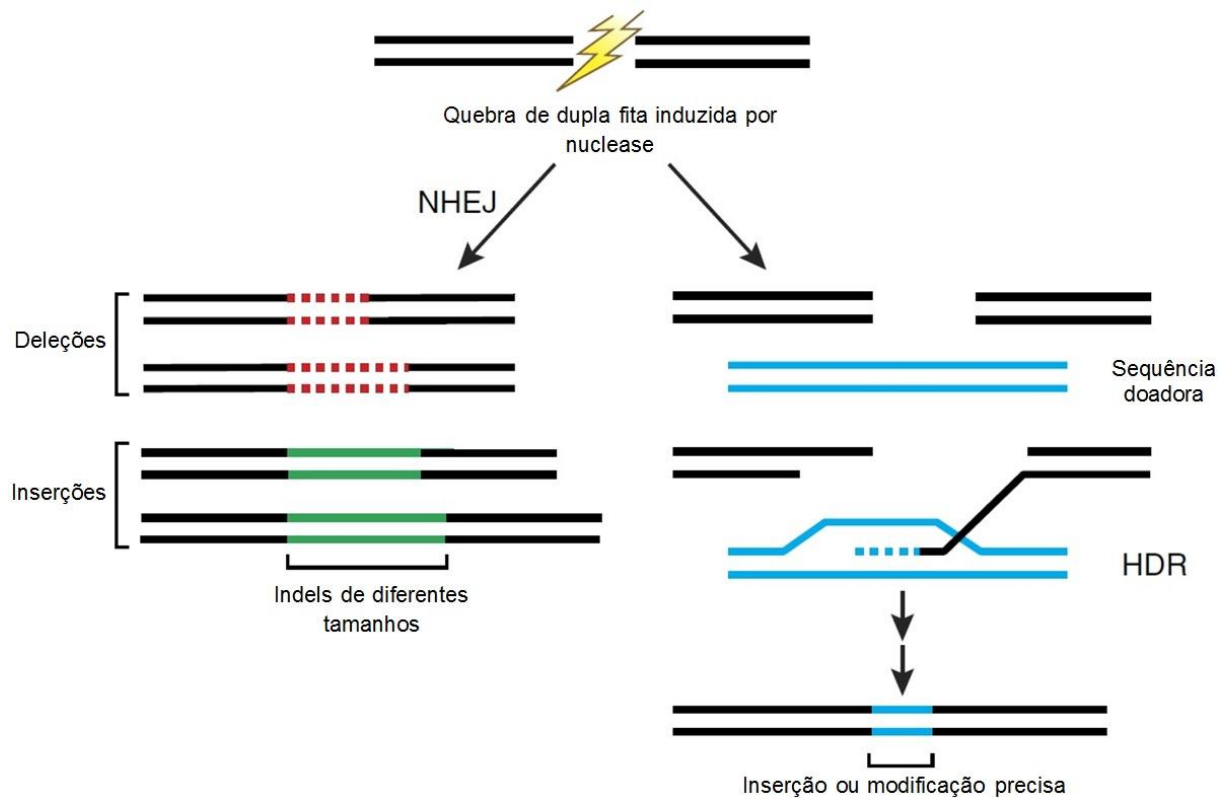 Quebra de dupla fita induzida por
nuclease
NHEJ
Deleções
Sequência
doadora
Inserções
HDR
Indels de diferentes
tamanhos
Inserção ou modificação precisa